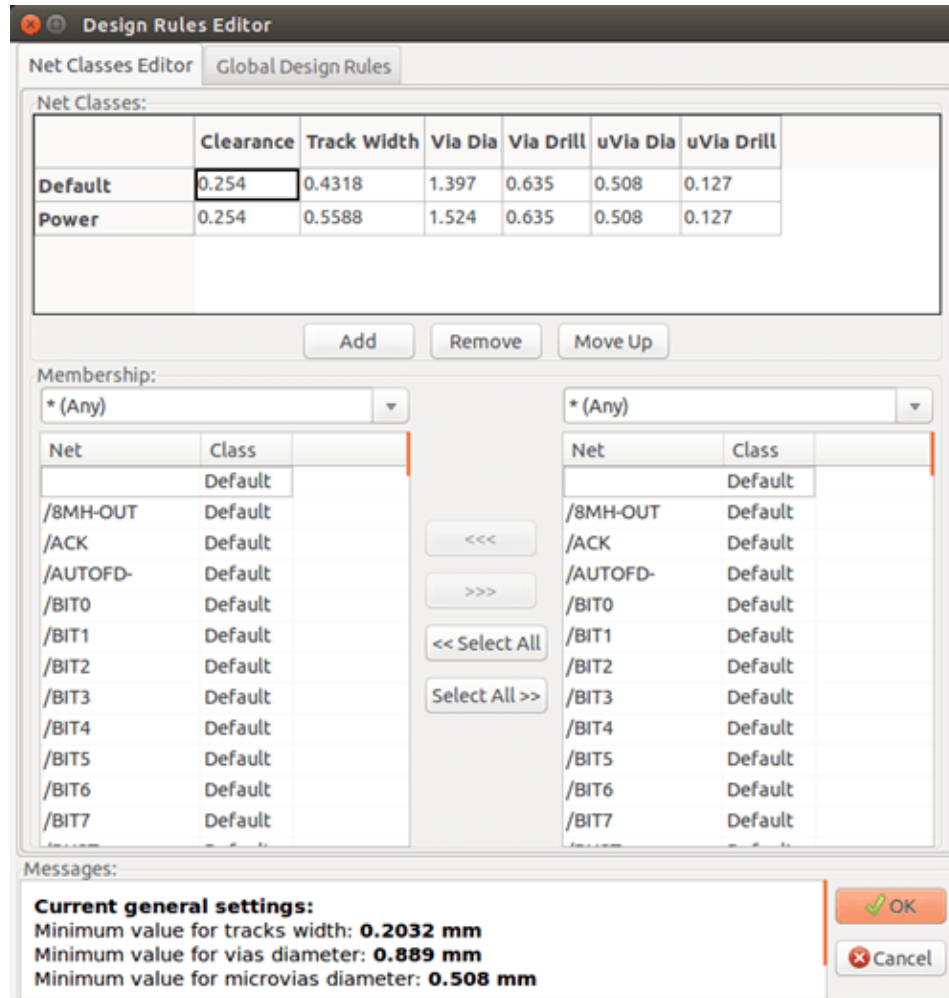 Design Rules Editor
Net Classes Editor Global Design Rules
Net Classes:
Clearance Track Width Via Dia Via Drill uVia Dia uVia Drill
Default 0.254 0.4318 1.397 0.635 0.508 0.127
Power 0.254 0.5588 1.524 0.635 0.508 0.127
Add Remove Move Up
Membership:
* (Any) * (Any)
Net Class Net Class
Default Default
/8MH-OUT Default /8MH-OUT Default
<<<
/ACK Default /ACK Default
/AUTOFD- Default /AUTOFD- Default
>>>
/BIT0 Default /BIT0 Default
/BIT1 Default << Select All /BIT1 Default
/BIT2 Default /BIT2 Default
/BIT3 Default Select All >> /BIT3 Default
/BIT4 Default /BIT4 Default
/BIT5 Default /BIT5 Default
/BIT6 Default /BIT6 Default
/BIT7 Default /BIT7 Default
Messages:
Current general settings:
Minimum value for tracks width: 0.2032 mm
Minimum value for vias diameter: 0.889 mm
Minimum value for microvias diameter: 0.508 mm
OK
Cancel